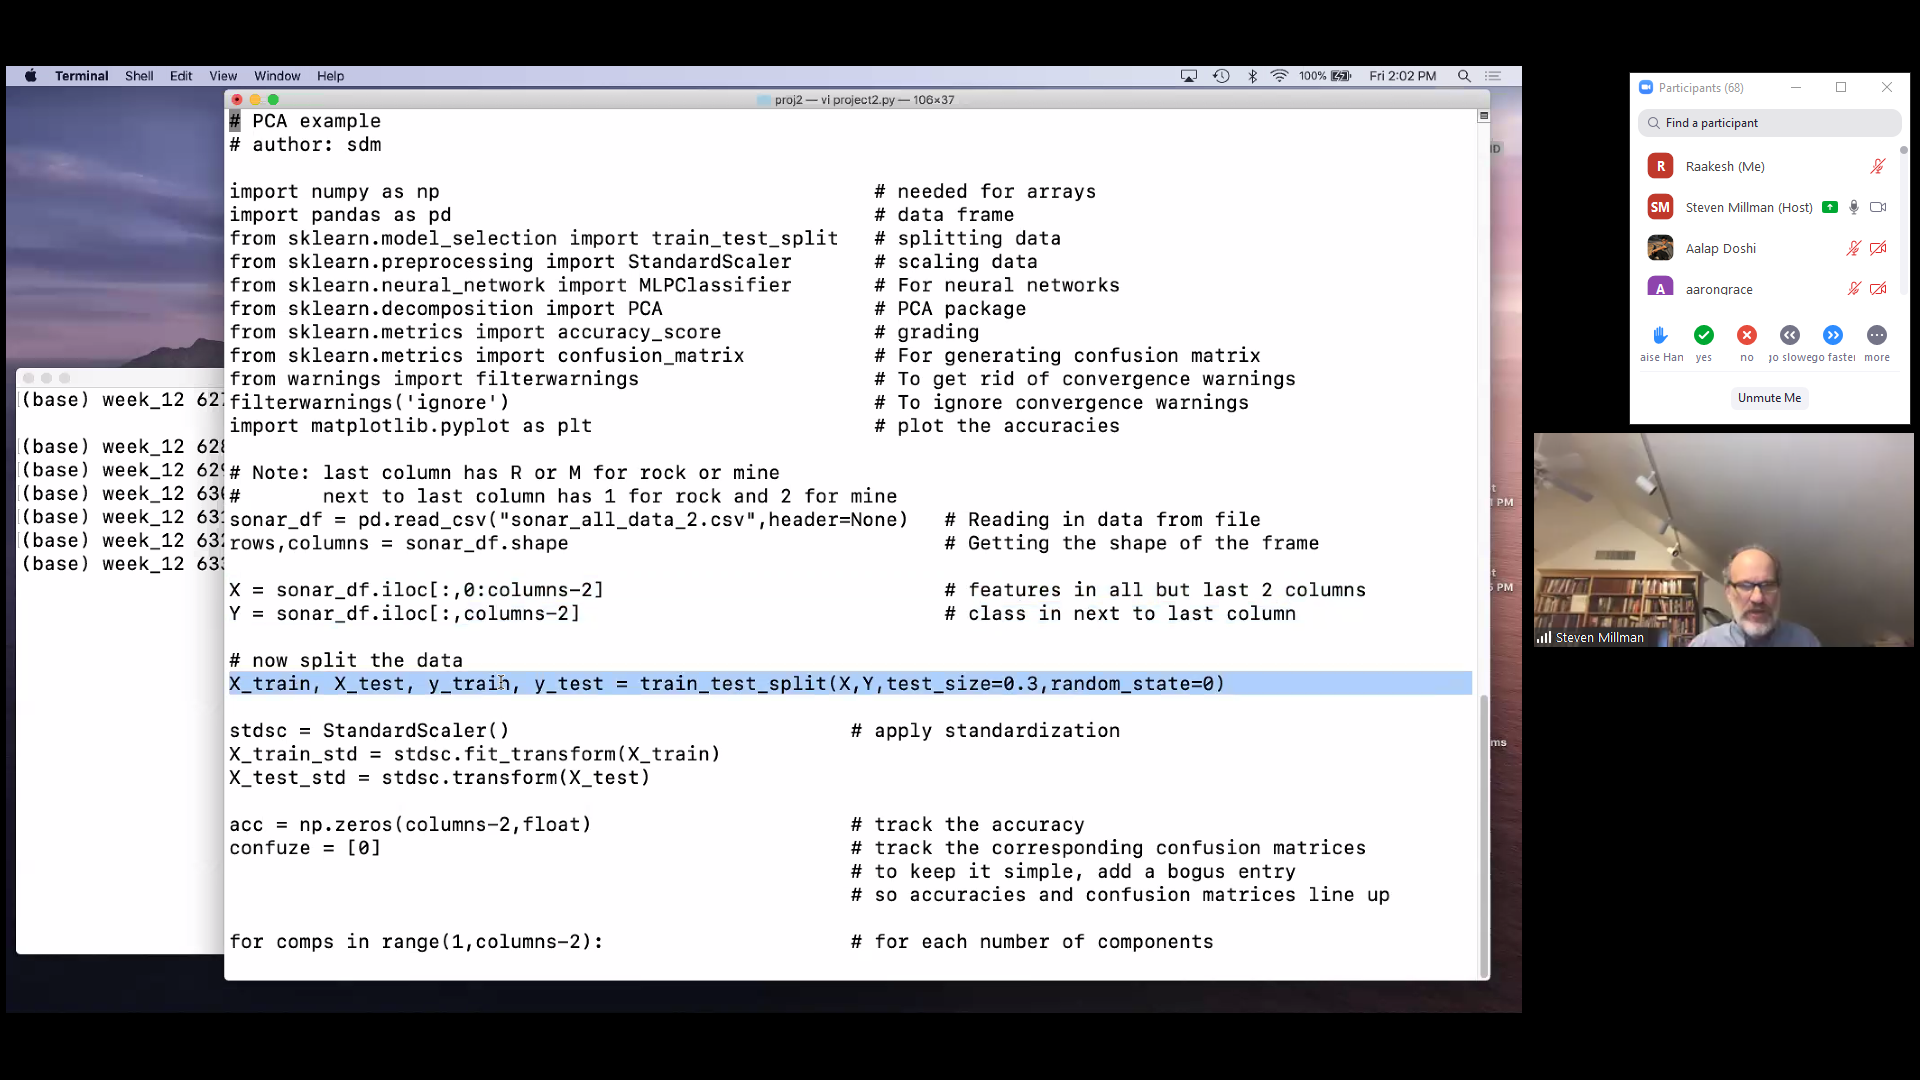 Terminal Shell Edit View Window Help
100% Fri 2:02 PM
proj2 — vi project2.py — 106×37
# PCA example
# author: sdm
import numpy as np # needed for arrays
import pandas as pd # data frame
from sklearn.model_selection import train_test_split # splitting data
from sklearn.preprocessing import StandardScaler # scaling data
from sklearn.neural_network import MLPClassifier # For neural networks
from sklearn.decomposition import PCA # PCA package
from sklearn.metrics import accuracy_score # grading
from sklearn.metrics import confusion_matrix # For generating confusion matrix
from warnings import filterwarnings # To get rid of convergence warnings
filterwarnings('ignore') # To ignore convergence warnings
import matplotlib.pyplot as plt # plot the accuracies
# Note: last column has R or M for rock or mine
# next to last column has 1 for rock and 2 for mine
sonar_df = pd.read_csv("sonar_all_data_2.csv",header=None) # Reading in data from file
rows,columns = sonar_df.shape # Getting the shape of the frame
X = sonar_df.iloc[:,0:columns-2] # features in all but last 2 columns
Y = sonar_df.iloc[:,columns-2] # class in next to last column
# now split the data
X_train, X_test, y_train, y_test = train_test_split(X,Y,test_size=0.3,random_state=0)
stdsc = StandardScaler() # apply standardization
X_train_std = stdsc.fit_transform(X_train)
X_test_std = stdsc.transform(X_test)
acc = np.zeros(columns-2,float) # track the accuracy
confuze = [0] # track the corresponding confusion matrices
# to keep it simple, add a bogus entry
# so accuracies and confusion matrices line up
for comps in range(1,columns-2): # for each number of components
(base) week_12 627
(base) week_12 628
(base) week_12 629
(base) week_12 630
(base) week_12 631
(base) week_12 632
(base) week_12 633
Participants (68)
Find a participant
R Raakesh (Me)
SM Steven Millman (Host)
Aalap Doshi
A aarongrace
aise Han yes no go slowe go faster more
Unmute Me
Steven Millman